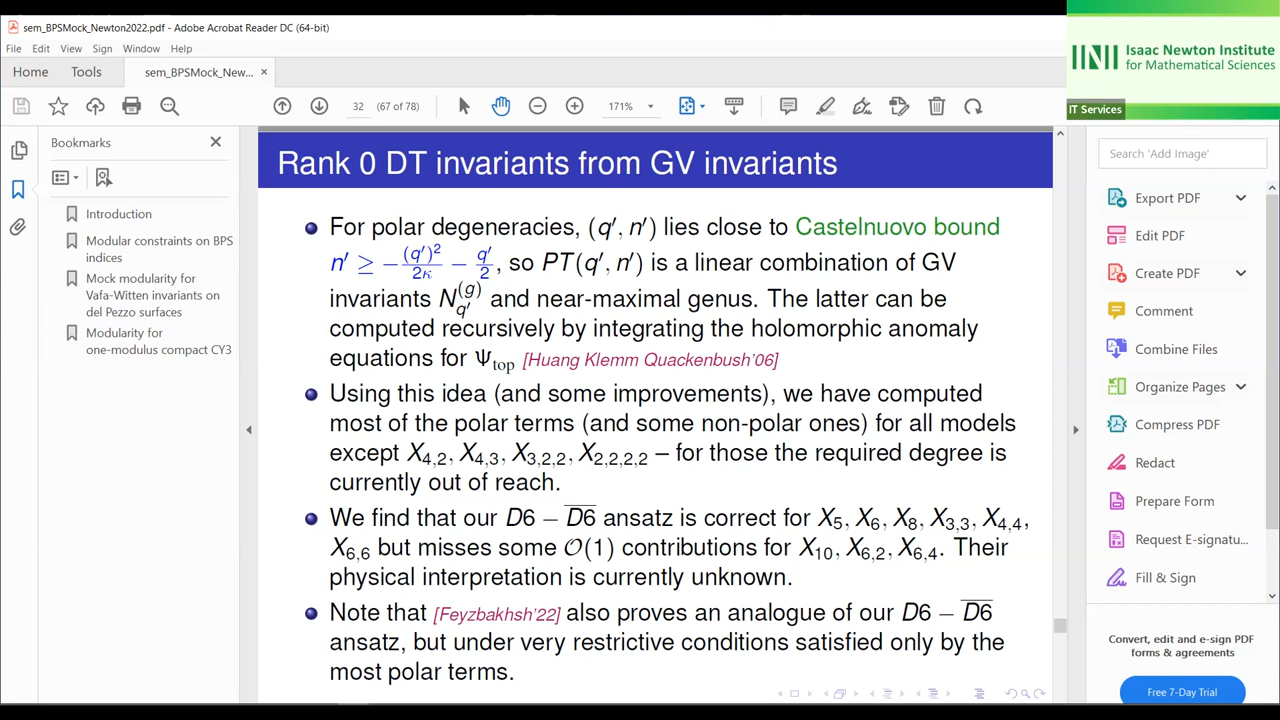 sem_BPSMock_Newton2022.pdf - Adobe Acrobat Reader DC (64-bit)
File Edit View Sign Window Help
Home Tools sem_BPSMock_New... ×
32 (67 of 78) 171%
Isaac Newton Institute
for Mathematical Sciences
IT Services
Bookmarks
Introduction
Modular constraints on BPS
indices
Mock modularity for
Vafa-Witten invariants on
del Pezzo surfaces
Modularity for
one-modulus compact CY3
Rank 0 DT invariants from GV invariants
For polar degeneracies, (q′, n′) lies close to Castelnuovo bound
n′ ≥ −(q′)²/2κ − q′/2, so PT(q′, n′) is a linear combination of GV
invariants N_{q′}^{(g)} and near-maximal genus. The latter can be
computed recursively by integrating the holomorphic anomaly
equations for Ψ_top [Huang Klemm Quackenbush'06]
Using this idea (and some improvements), we have computed
most of the polar terms (and some non-polar ones) for all models
except X_{4,2}, X_{4,3}, X_{3,2,2}, X_{2,2,2,2} – for those the required degree is
currently out of reach.
We find that our D6 − \overline{D6} ansatz is correct for X_5, X_6, X_8, X_{3,3}, X_{4,4},
X_{6,6} but misses some O(1) contributions for X_{10}, X_{6,2}, X_{6,4}. Their
physical interpretation is currently unknown.
Note that [Feyzbakhsh'22] also proves an analogue of our D6 − \overline{D6}
ansatz, but under very restrictive conditions satisfied only by the
most polar terms.
Search 'Add Image'
Export PDF
Edit PDF
Create PDF
Comment
Combine Files
Organize Pages
Compress PDF
Redact
Prepare Form
Request E-signatu...
Fill & Sign
Convert, edit and e-sign PDF
forms & agreements
Free 7-Day Trial